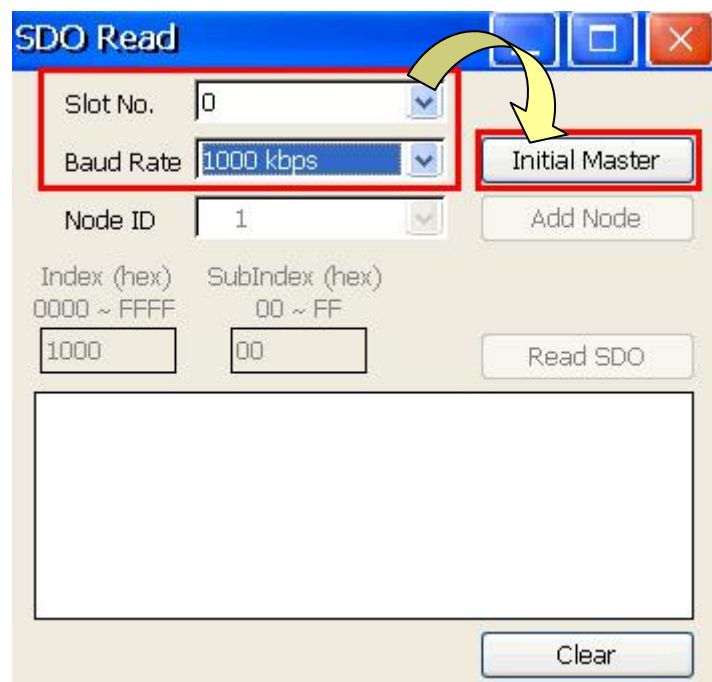 SDO Read
Slot No. 0
Baud Rate 1000 kbps Initial Master
Node ID 1 Add Node
Index (hex) SubIndex (hex)
0000 ~ FFFF 00 ~ FF
1000 00 Read SDO
Clear